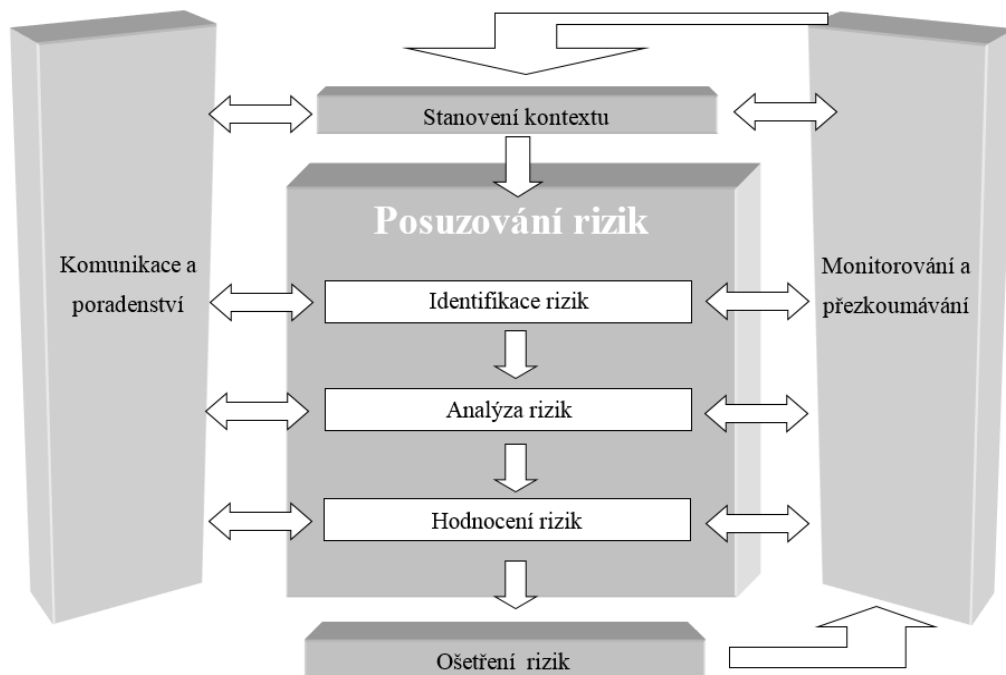 Stanovení kontextu
Posuzování rizik
Komunikace a
poradenství
Monitorování a
přezkoumávání
Identifikace rizik
Analýza rizik
Hodnocení rizik
Ošetření rizik